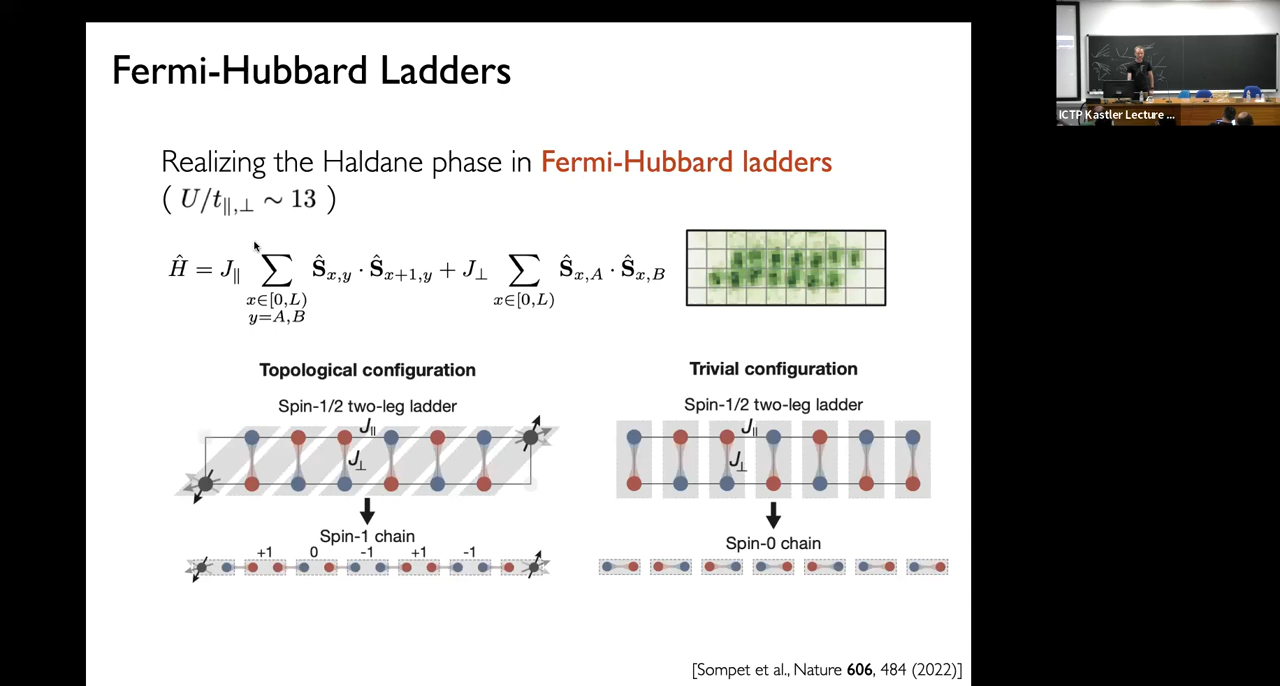 Fermi-Hubbard Ladders
ICTP Kastler Lecture ...
Realizing the Haldane phase in Fermi-Hubbard ladders
( U/t∥,⊥ ∼ 13 )
Ĥ = J∥ ∑ Ŝx,y · Ŝx+1,y + J⊥ ∑ Ŝx,A · Ŝx,B
x∈[0,L) x∈[0,L)
y=A,B
Topological configuration
Spin-1/2 two-leg ladder
J∥
J⊥
Spin-1 chain
+1 0 -1 +1 -1
Trivial configuration
Spin-1/2 two-leg ladder
J∥
J⊥
Spin-0 chain
[Sompet et al., Nature 606, 484 (2022)]